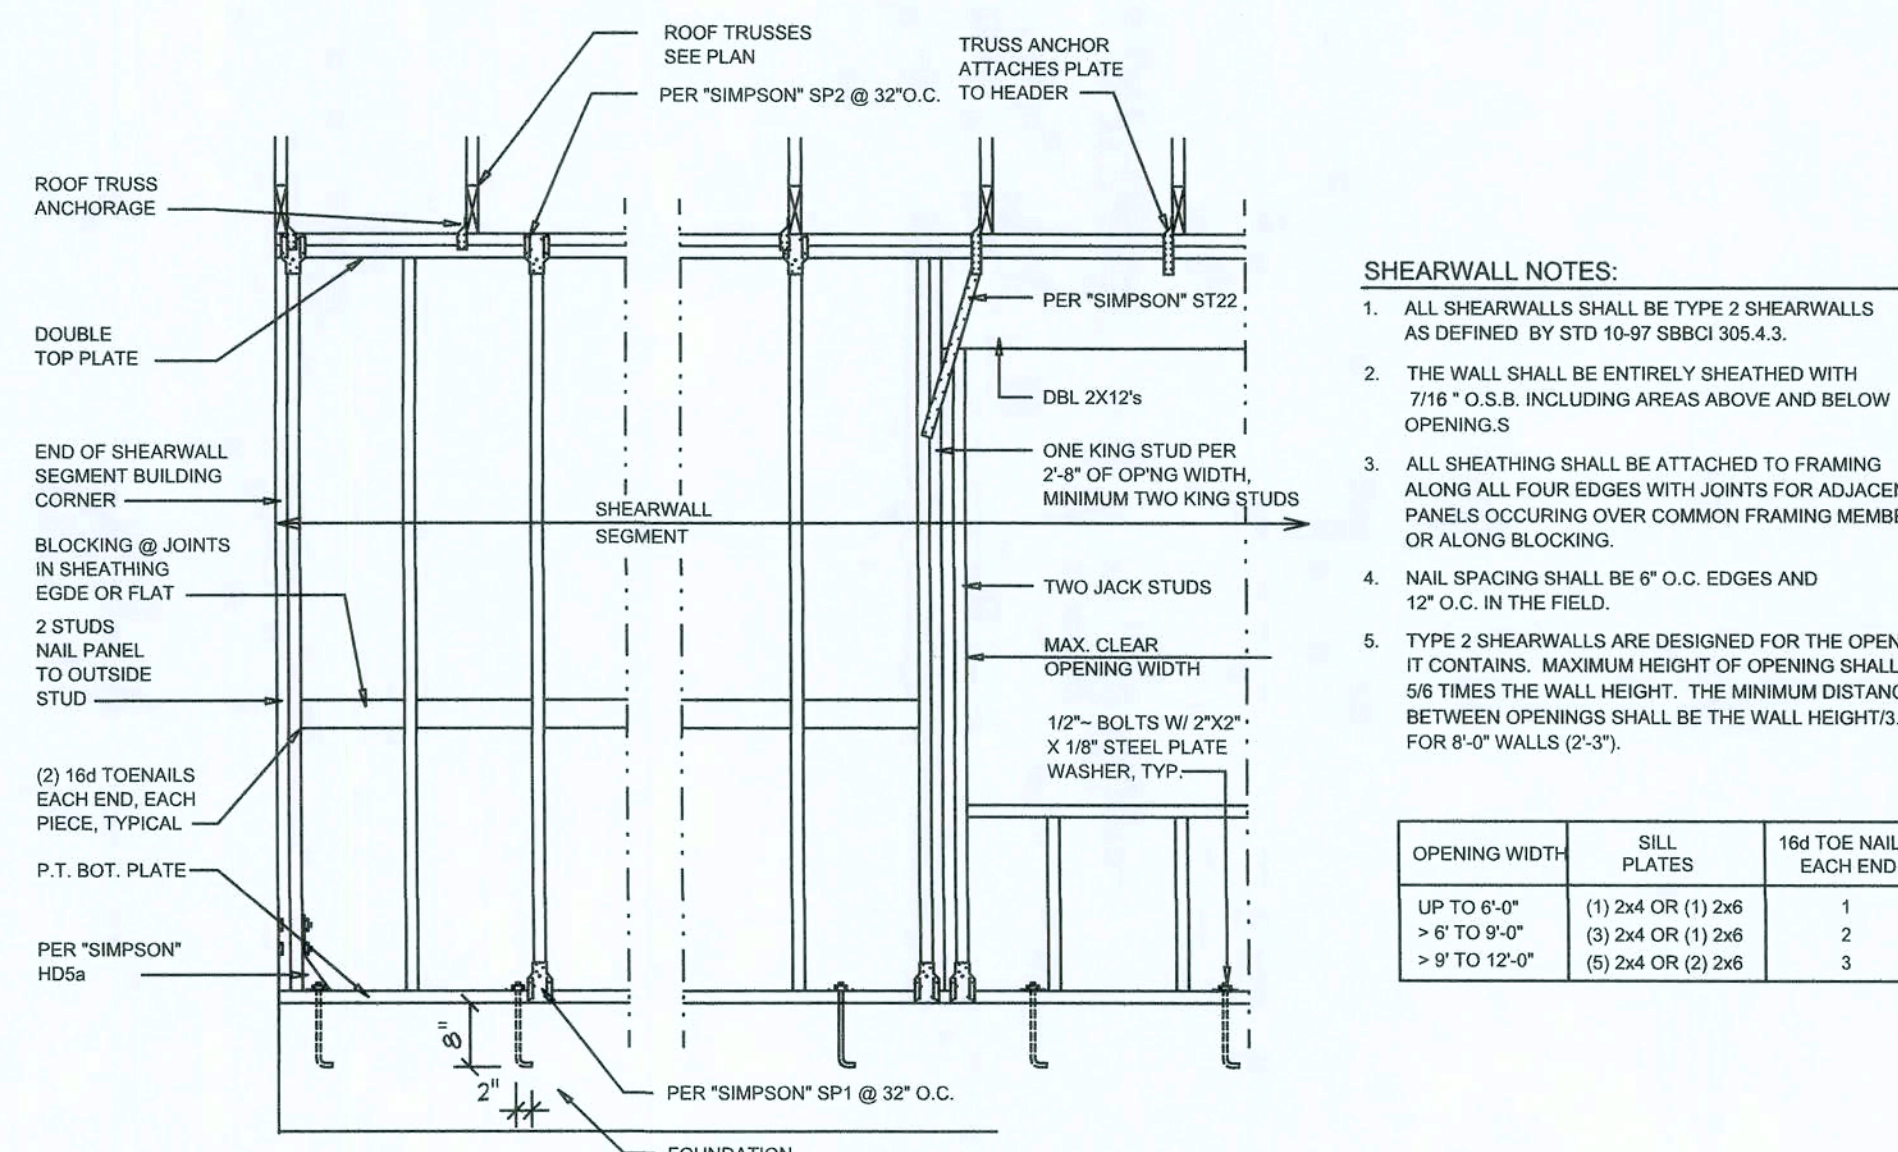 ROOF TRUSSES
SEE PLAN
PER "SIMPSON" SP2 @ 32"O.C.
TRUSS ANCHOR
ATTACHES PLATE
TO HEADER
ROOF TRUSS
ANCHORAGE
DOUBLE
TOP PLATE
END OF SHEARWALL
SEGMENT BUILDING
CORNER
BLOCKING @ JOINTS
IN SHEATHING
EGDE OR FLAT
2 STUDS
NAIL PANEL
TO OUTSIDE
STUD
(2) 16d TOENAILS
EACH END, EACH
PIECE, TYPICAL
P.T. BOT. PLATE
PER "SIMPSON"
HD5a
SHEARWALL
SEGMENT
PER "SIMPSON" ST22
DBL 2X12's
ONE KING STUD PER
2'-8" OF OP'NG WIDTH,
MINIMUM TWO KING STUDS
TWO JACK STUDS
MAX. CLEAR
OPENING WIDTH
1/2"~ BOLTS W/ 2"X2"
X 1/8" STEEL PLATE
WASHER, TYP.
8"
2"
PER "SIMPSON" SP1 @ 32" O.C.
FOUNDATION
SHEARWALL NOTES:
1. ALL SHEARWALLS SHALL BE TYPE 2 SHEARWALLS
AS DEFINED BY STD 10-97 SBBCI 305.4.3.
2. THE WALL SHALL BE ENTIRELY SHEATHED WITH
7/16 " O.S.B. INCLUDING AREAS ABOVE AND BELOW
OPENING.S
3. ALL SHEATHING SHALL BE ATTACHED TO FRAMING
ALONG ALL FOUR EDGES WITH JOINTS FOR ADJACEN
PANELS OCCURING OVER COMMON FRAMING MEMBE
OR ALONG BLOCKING.
4. NAIL SPACING SHALL BE 6" O.C. EDGES AND
12" O.C. IN THE FIELD.
5. TYPE 2 SHEARWALLS ARE DESIGNED FOR THE OPEN
IT CONTAINS. MAXIMUM HEIGHT OF OPENING SHALL
5/6 TIMES THE WALL HEIGHT. THE MINIMUM DISTANC
BETWEEN OPENINGS SHALL BE THE WALL HEIGHT/3.
FOR 8'-0" WALLS (2'-3").
OPENING WIDTH SILL PLATES 16d TOE NAIL EACH END
UP TO 6'-0" (1) 2x4 OR (1) 2x6 1
> 6' TO 9'-0" (3) 2x4 OR (1) 2x6 2
> 9' TO 12'-0" (5) 2x4 OR (2) 2x6 3